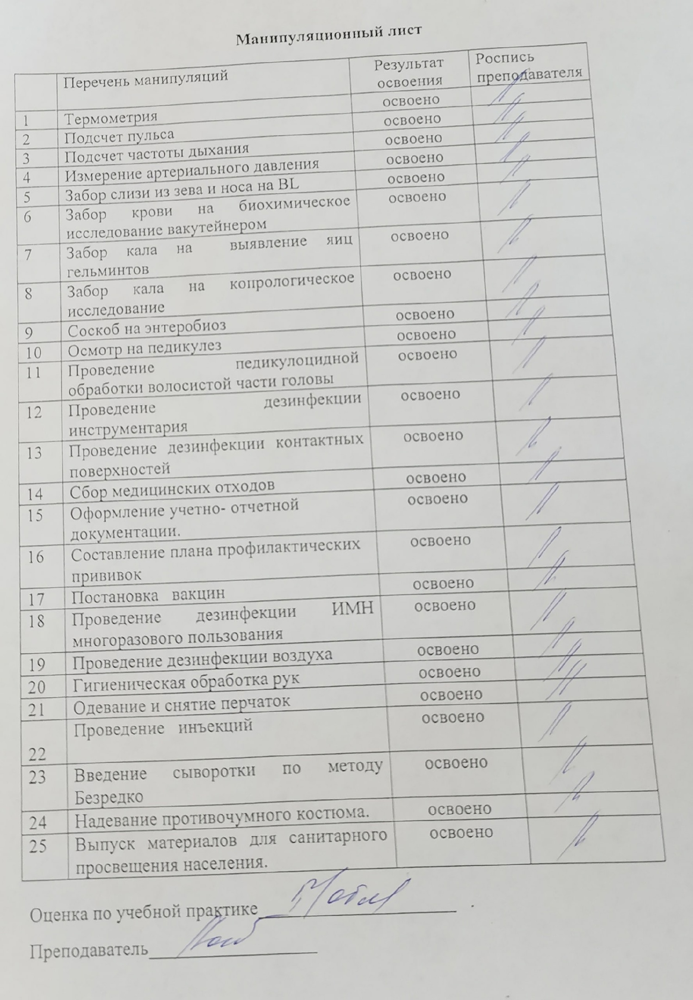 Манипуляционный лист
Перечень манипуляций Результат освоения Роспись преподавателя
освоено
1 Термометрия освоено
2 Подсчет пульса освоено
3 Подсчет частоты дыхания освоено
4 Измерение артериального давления освоено
5 Забор слизи из зева и носа на BL освоено
6 Забор крови на биохимическое
исследование вакутейнером
освоено
7 Забор кала на выявление яиц
гельминтов
освоено
8 Забор кала на копрологическое
исследование
освоено
9 Соскоб на энтеробиоз освоено
10 Осмотр на педикулез освоено
11 Проведение педикулоцидной
обработки волосистой части головы
освоено
12 Проведение дезинфекции
инструментария
освоено
13 Проведение дезинфекции контактных
поверхностей
освоено
14 Сбор медицинских отходов освоено
15 Оформление учетно- отчетной
документации.
освоено
16 Составление плана профилактических
прививок
освоено
17 Постановка вакцин освоено
18 Проведение дезинфекции ИМН
многоразового пользования
освоено
19 Проведение дезинфекции воздуха освоено
20 Гигиеническая обработка рук освоено
21 Одевание и снятие перчаток освоено
22 Проведение инъекций освоено
23 Введение сыворотки по методу
Безредко
освоено
24 Надевание противочумного костюма.
25 Выпуск материалов для санитарного
просвещения населения.
Оценка по учебной практике
Преподаватель